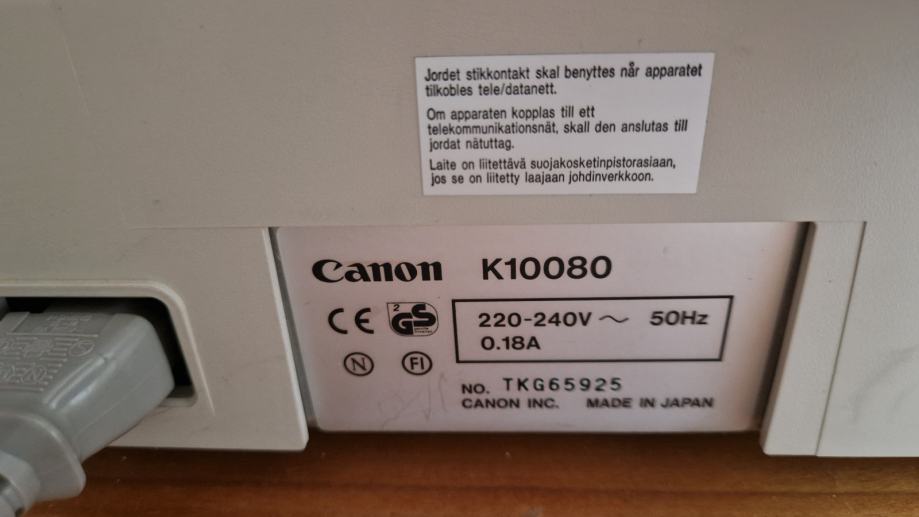 Jordet stikkontakt skal benyttes når apparatet
tilkobles tele/datanett.
Om apparaten kopplas till ett
telekommunikationsnät, skall den anslutas till
jordat nätuttag.
Laite on liitettävä suojakosketinpistorasiaan,
jos se on liitetty laajaan johdinverkkoon.
Canon K10080
CE 2 GS
220-240V ~ 50Hz
0.18A
N FI
NO. TKG65925
CANON INC. MADE IN JAPAN